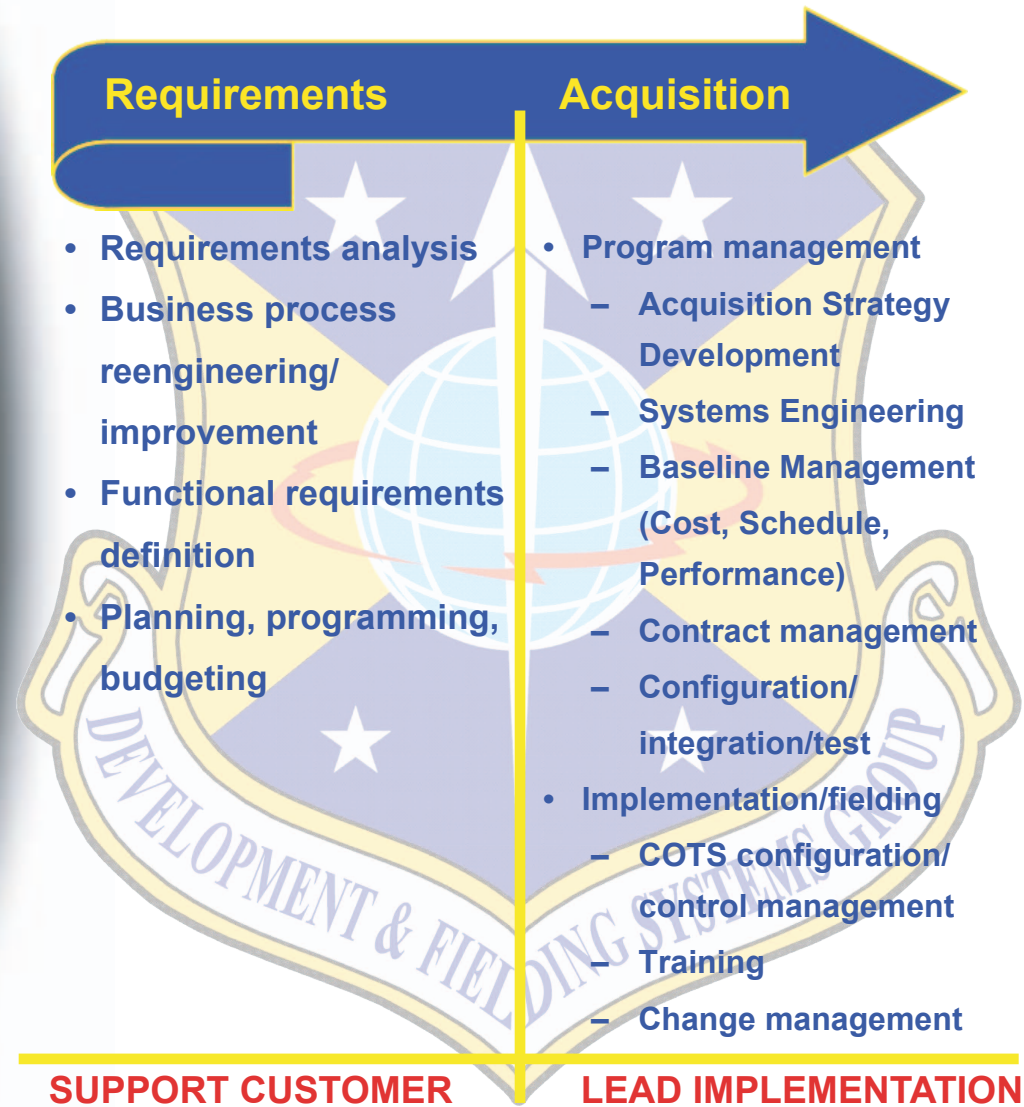 Requirements
Acquisition
• Requirements analysis
• Business process
reengineering/
improvement
• Functional requirements
definition
• Planning, programming,
budgeting
• Program management
– Acquisition Strategy
Development
– Systems Engineering
– Baseline Management
(Cost, Schedule,
Performance)
– Contract management
– Configuration/
integration/test
• Implementation/fielding
– COTS configuration/
control management
– Training
– Change management
DEVELOPMENT & FIELDING SYSTEMS GROUP
SUPPORT CUSTOMER
LEAD IMPLEMENTATION